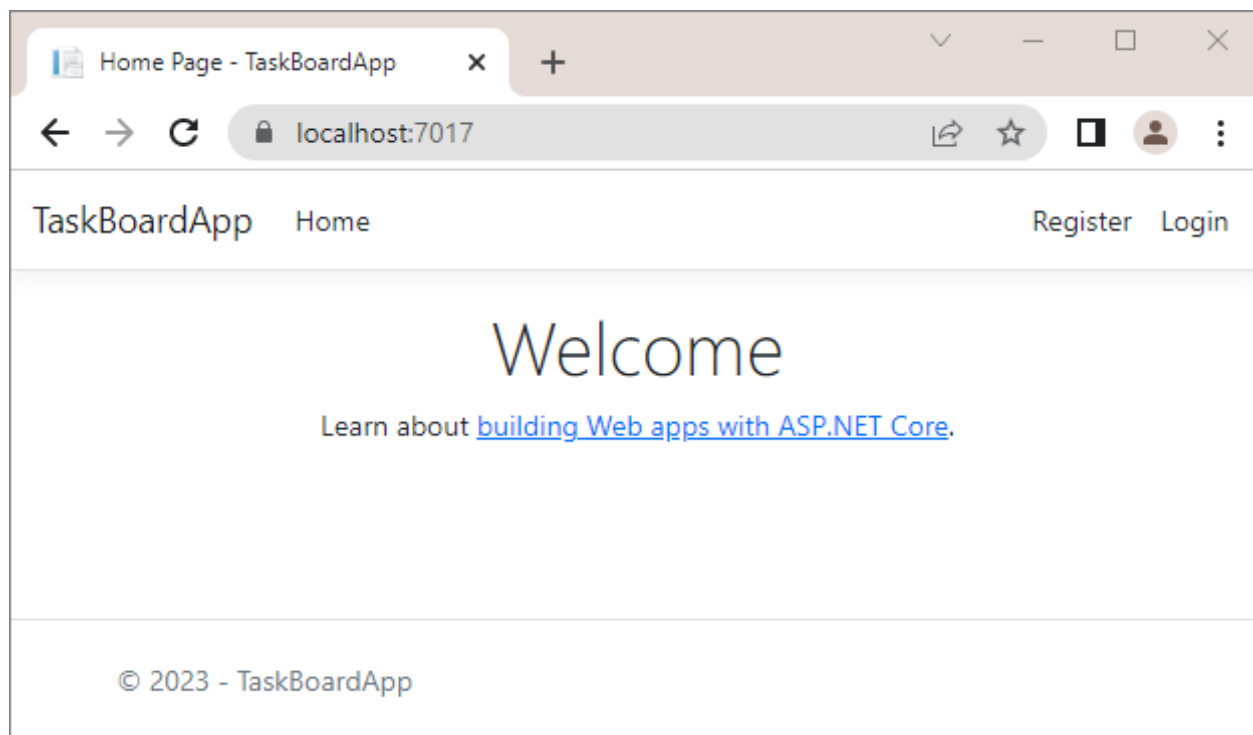 Home Page - TaskBoardApp
localhost:7017
TaskBoardApp Home Register Login
Welcome
Learn about building Web apps with ASP.NET Core.
© 2023 - TaskBoardApp